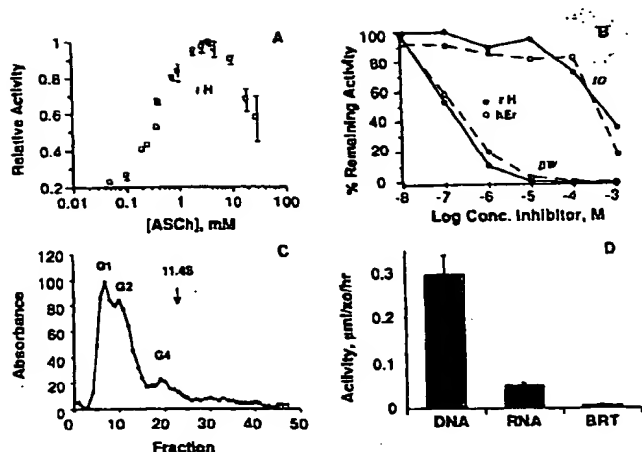 A
Relative Activity
1
0.8
0.6
0.4
0.2
rH
0.01 0.1 1 10 100
[ASCh], mM
B
% Remaining Activity
100
80
60
40
20
0
rH
hEr
-8 -7 -6 -5 -4 -3
Log Conc. Inhibitor, M
C
Absorbance
120
100
80
60
40
20
0
G1
G2
11.4S
G4
0 10 20 30 40 50
Fraction
D
Activity, µml/xo/hr
0.3
0.2
0.1
0
DNA RNA BRT